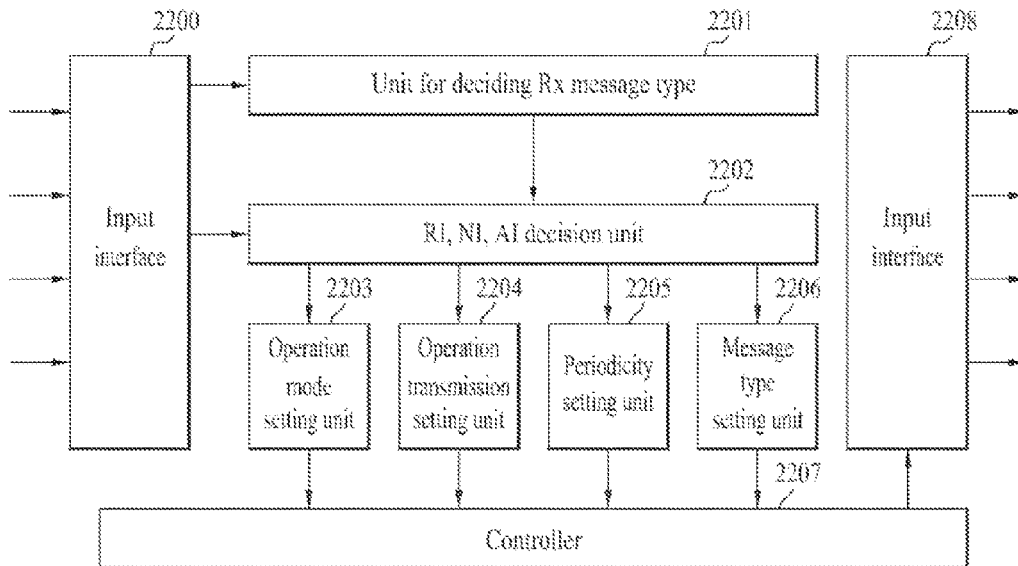 2200
2201
2208
Unit for deciding Rx message type
2202
Input
interface
RI, NI, AI decision unit
Input
interface
2203
2204
2205
2206
Operation
mode
setting unit
Operation
transmission
setting unit
Periodicity
setting unit
Message
type
setting unit
2207
Controller